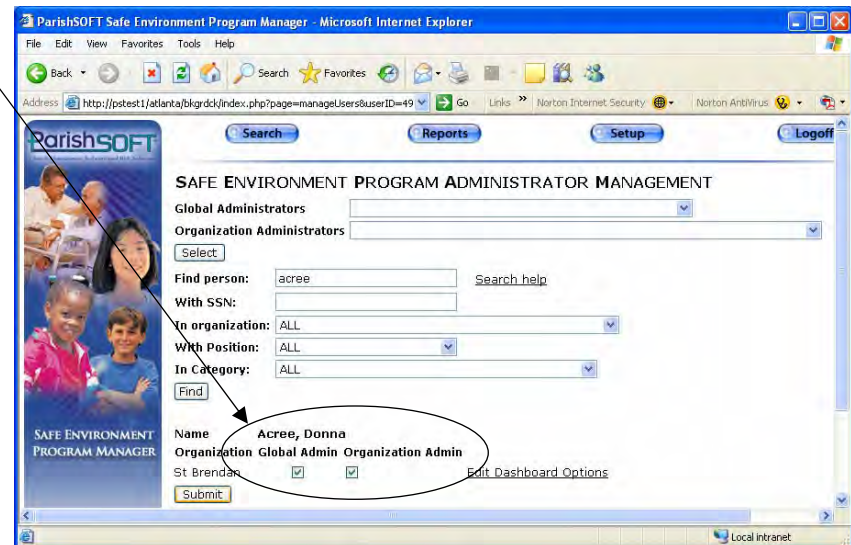 ParishSOFT Safe Environment Program Manager - Microsoft Internet Explorer
File Edit View Favorites Tools Help
Back Search Favorites
Address http://pstest1/atlanta/bkgrdck/index.php?page=manageUsers&userID=49 Go Links » Norton Internet Security Norton AntiVirus
ParishSOFT Search Reports Setup Logoff
SAFE ENVIRONMENT PROGRAM ADMINISTRATOR MANAGEMENT
Global Administrators
Organization Administrators
Select
Find person: acree Search help
With SSN:
In organization: ALL
With Position: ALL
In Category: ALL
Find
SAFE ENVIRONMENT
PROGRAM MANAGER
Name Acree, Donna
Organization Global Admin Organization Admin
St Brendan Edit Dashboard Options
Submit
Local intranet